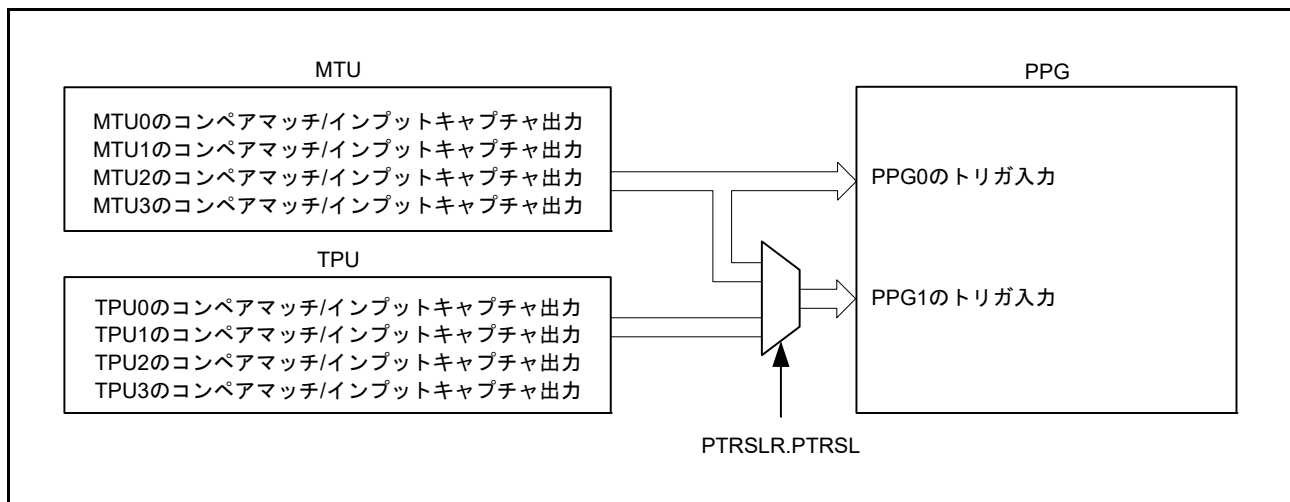 MTU
MTU0のコンペアマッチ/インプットキャプチャ出力
MTU1のコンペアマッチ/インプットキャプチャ出力
MTU2のコンペアマッチ/インプットキャプチャ出力
MTU3のコンペアマッチ/インプットキャプチャ出力
TPU
TPU0のコンペアマッチ/インプットキャプチャ出力
TPU1のコンペアマッチ/インプットキャプチャ出力
TPU2のコンペアマッチ/インプットキャプチャ出力
TPU3のコンペアマッチ/インプットキャプチャ出力
PPG
PPG0のトリガ入力
PPG1のトリガ入力
PTRSLR.PTRSL